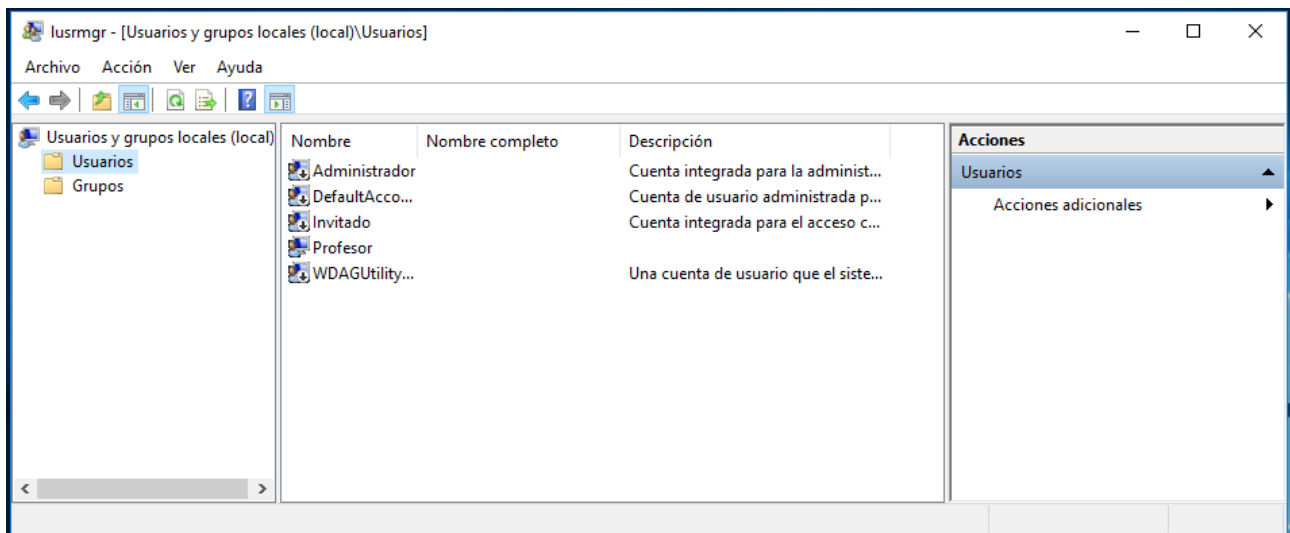 lusrmgr - [Usuarios y grupos locales (local)\Usuarios]
Archivo Acción Ver Ayuda
Usuarios y grupos locales (local)
Usuarios
Grupos
Nombre Nombre completo Descripción
Administrador Cuenta integrada para la administ...
DefaultAcco... Cuenta de usuario administrada p...
Invitado Cuenta integrada para el acceso c...
Profesor
WDAGUtility... Una cuenta de usuario que el siste...
Acciones
Usuarios
Acciones adicionales